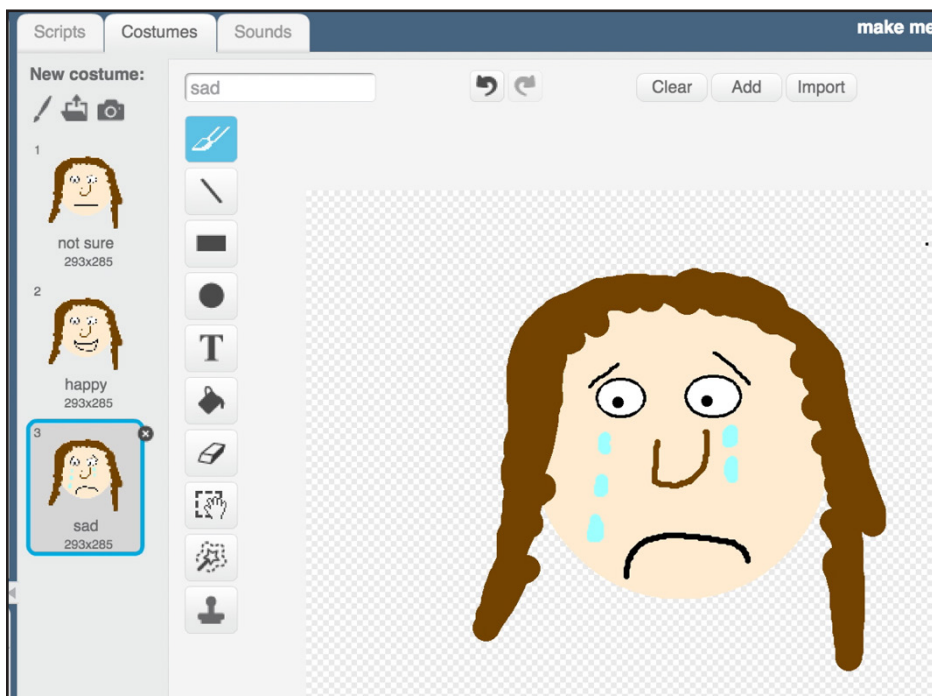 Scripts Costumes Sounds make me
New costume:
sad
Clear Add Import
1
not sure
293x285
T
2
happy
293x285
3
sad
293x285